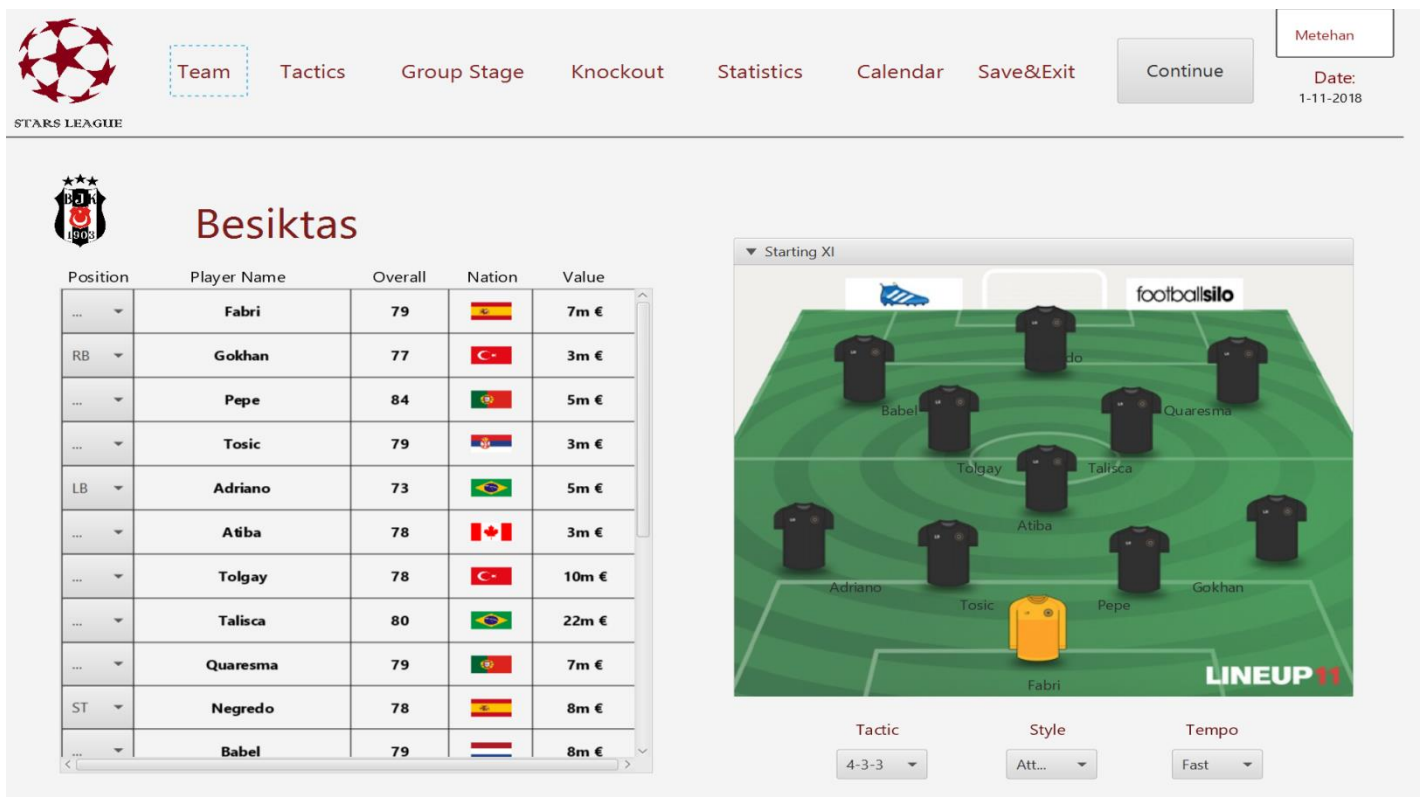 Metehan
Team Tactics Group Stage Knockout Statistics Calendar Save&Exit Continue
Date:
1-11-2018
STARS LEAGUE
BJK
1903
Besiktas
Position Player Name Overall Nation Value
... Fabri 79 7m €
RB Gokhan 77 3m €
... Pepe 84 5m €
... Tosic 79 3m €
LB Adriano 73 5m €
... Atiba 78 3m €
... Tolgay 78 10m €
... Talisca 80 22m €
... Quaresma 79 7m €
ST Negredo 78 8m €
... Babel 79 8m €
Starting XI
footballsilo
Babel Quaresma
Tolgay Talisca
Atiba
Adriano Gokhan
Tosic Pepe
Fabri
LINEUP11
Tactic Style Tempo
4-3-3 Att... Fast